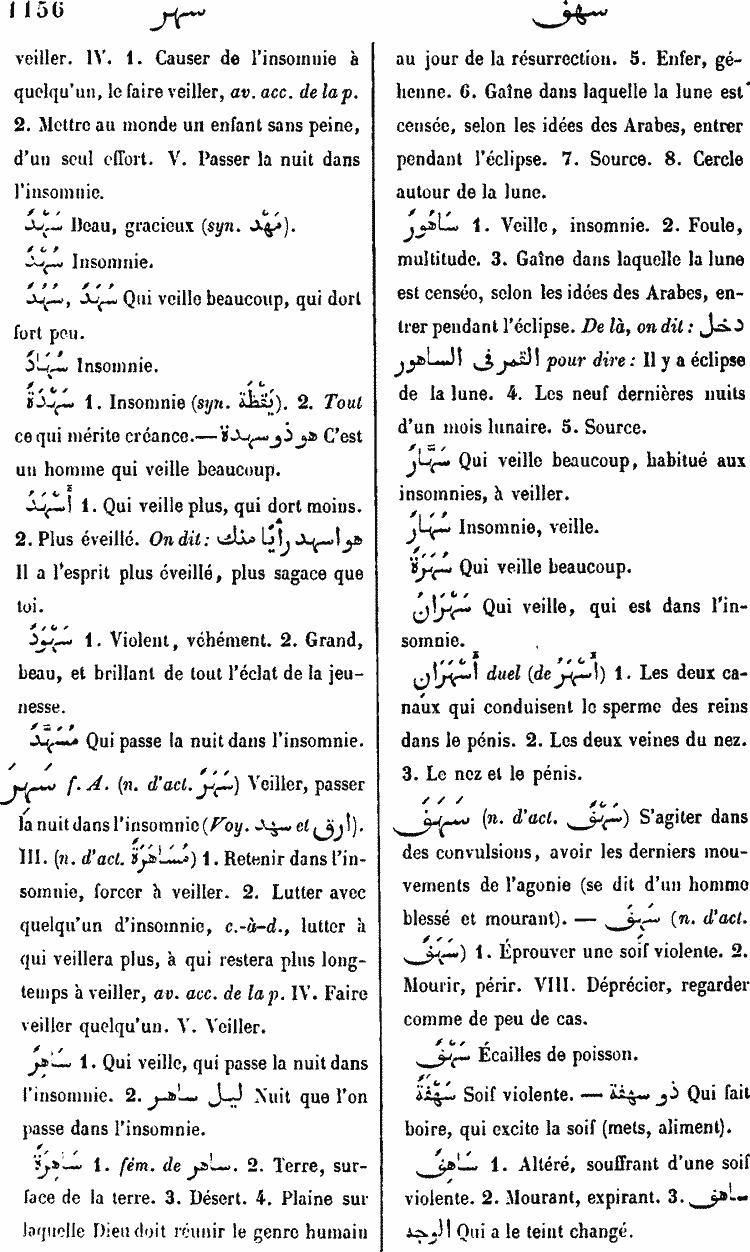 1156 سهر سهف
veiller. IV. 1. Causer de l'insomnie à
quelqu'un, le faire veiller, av. acc. de la p.
2. Mettre au monde un enfant sans peine,
d'un seul effort. V. Passer la nuit dans
l'insomnie.
سَهْدٌ Beau, gracieux (syn. مَهْدٌ).
سُهْدٌ Insomnie.
سُهُدٌ, سَهُدٌ Qui veille beaucoup, qui dort
fort peu.
سُهَادٌ Insomnie.
سَهْدَةٌ 1. Insomnie (syn. يَقْظَةٌ). 2. Tout
ce qui mérite créance.— هو ذو سهدة C'est
un homme qui veille beaucoup.
أَسْهَدُ 1. Qui veille plus, qui dort moins.
2. Plus éveillé. On dit: هو اسهد رأيًا منك
Il a l'esprit plus éveillé, plus sagace que
toi.
سَهْوَدٌ 1. Violent, véhément. 2. Grand,
beau, et brillant de tout l'éclat de la jeu-
nesse.
مُسَهَّدٌ Qui passe la nuit dans l'insomnie.
سَهِرَ f. A. (n. d'act. سَهَرٌ) Veiller, passer
la nuit dans l'insomnie (Voy. سهد et ارق).
III. (n. d'act. مُسَاهَرَةٌ) 1. Retenir dans l'in-
somnie, forcer à veiller. 2. Lutter avec
quelqu'un d'insomnie, c.-à-d., lutter à
qui veillera plus, à qui restera plus long-
temps à veiller, av. acc. de la p. IV. Faire
veiller quelqu'un. V. Veiller.
سَاهِرٌ 1. Qui veille, qui passe la nuit dans
l'insomnie. 2. ليل ساهر Nuit que l'on
passe dans l'insomnie.
سَاهِرَةٌ 1. fém. de ساهر. 2. Terre, sur-
face de la terre. 3. Désert. 4. Plaine sur
laquelle Dieu doit réunir le genre humain
au jour de la résurrection. 5. Enfer, gé-
henne. 6. Gaîne dans laquelle la lune est
censée, selon les idées des Arabes, entrer
pendant l'éclipse. 7. Source. 8. Cercle
autour de la lune.
سَاهُورٌ 1. Veille, insomnie. 2. Foule,
multitude. 3. Gaîne dans laquelle la lune
est censée, selon les idées des Arabes, en-
trer pendant l'éclipse. De là, on dit: دخل
القمر فى الساهور pour dire: Il y a éclipse
de la lune. 4. Les neuf dernières nuits
d'un mois lunaire. 5. Source.
سَهَّارٌ Qui veille beaucoup, habitué aux
insomnies, à veiller.
سُهَارٌ Insomnie, veille.
سُهَرَةٌ Qui veille beaucoup.
سَهْرَانُ Qui veille, qui est dans l'in-
somnie.
أَسْهَرَانِ duel (de أَسْهَرُ) 1. Les deux ca-
naux qui conduisent le sperme des reins
dans le pénis. 2. Les deux veines du nez.
3. Le nez et le pénis.
سَهَفَ (n. d'act. سَهْفٌ) S'agiter dans
des convulsions, avoir les derniers mou-
vements de l'agonie (se dit d'un homme
blessé et mourant). — سَهِفَ (n. d'act.
سَهَفٌ) 1. Éprouver une soif violente. 2.
Mourir, périr. VIII. Déprécier, regarder
comme de peu de cas.
سَهْفٌ Écailles de poisson.
سَهْفَةٌ Soif violente. — ذو سهفة Qui fait
boire, qui excite la soif (mets, aliment).
سَاهِفٌ 1. Altéré, souffrant d'une soif
violente. 2. Mourant, expirant. 3. ساهف
الوجه Qui a le teint changé.